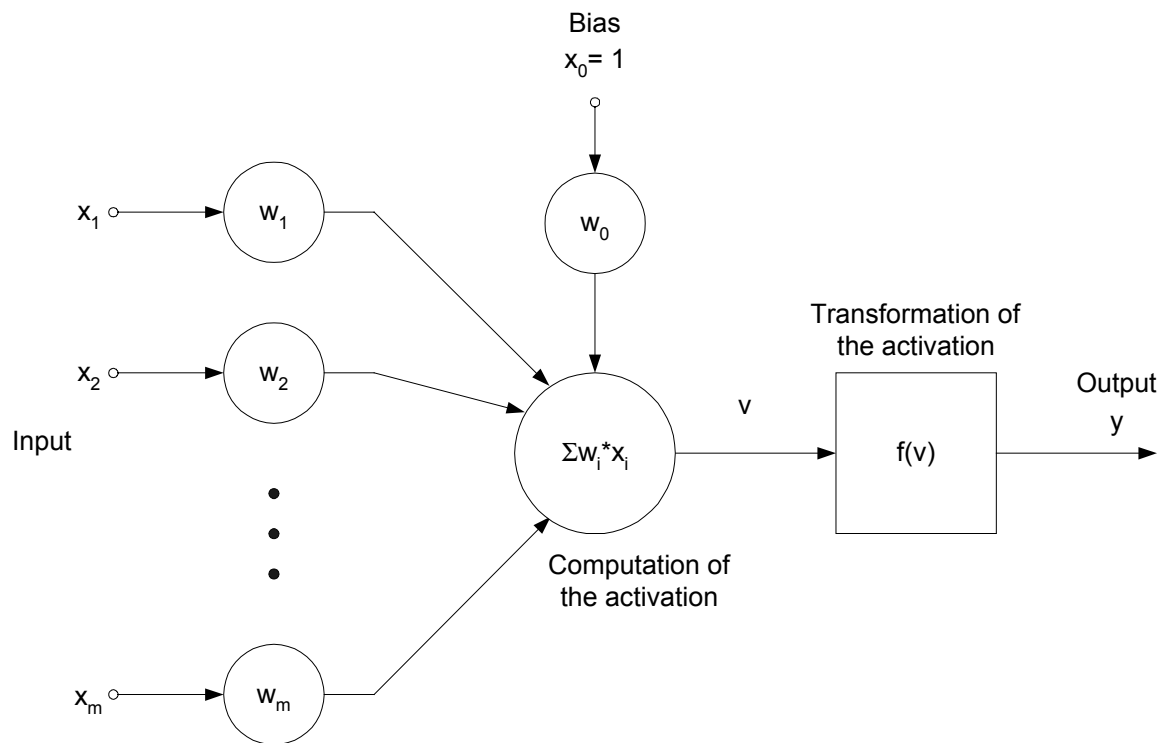 Bias
x₀= 1
x₁
w₁
w₀
x₂
w₂
Transformation of
the activation
Input
Σwᵢ*xᵢ
v
f(v)
Output
y
Computation of
the activation
xₘ
wₘ